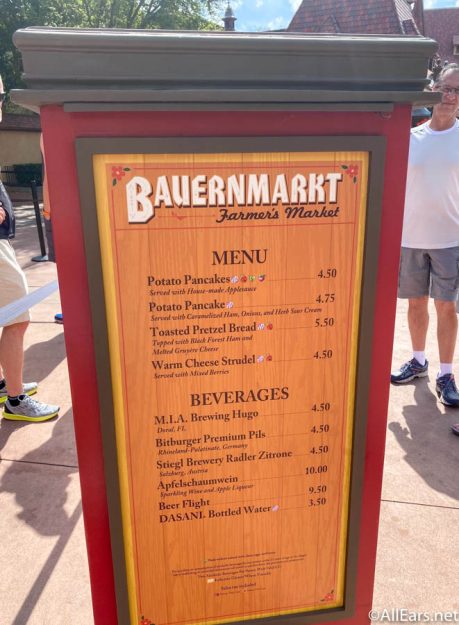 BAUERNMARKT
Farmer's Market
MENU
Potato Pancakes 4.50
Served with House-made Applesauce
Potato Pancake 4.75
Served with Caramelized Ham, Onions, and Herb Sour Cream
Toasted Pretzel Bread 5.50
Topped with Black Forest Ham and
Melted Gruyère Cheese
Warm Cheese Strudel 4.50
Served with Mixed Berries
BEVERAGES
M.I.A. Brewing Hugo 4.50
Doral, FL
Bitburger Premium Pils 4.50
Rhineland-Palatinate, Germany
Stiegl Brewery Radler Zitrone 4.50
Salzburg, Austria
Apfelschaumwein 10.00
Sparkling Wine and Apple Liqueur
Beer Flight 9.50
DASANI® Bottled Water 3.50
©AllEars.net